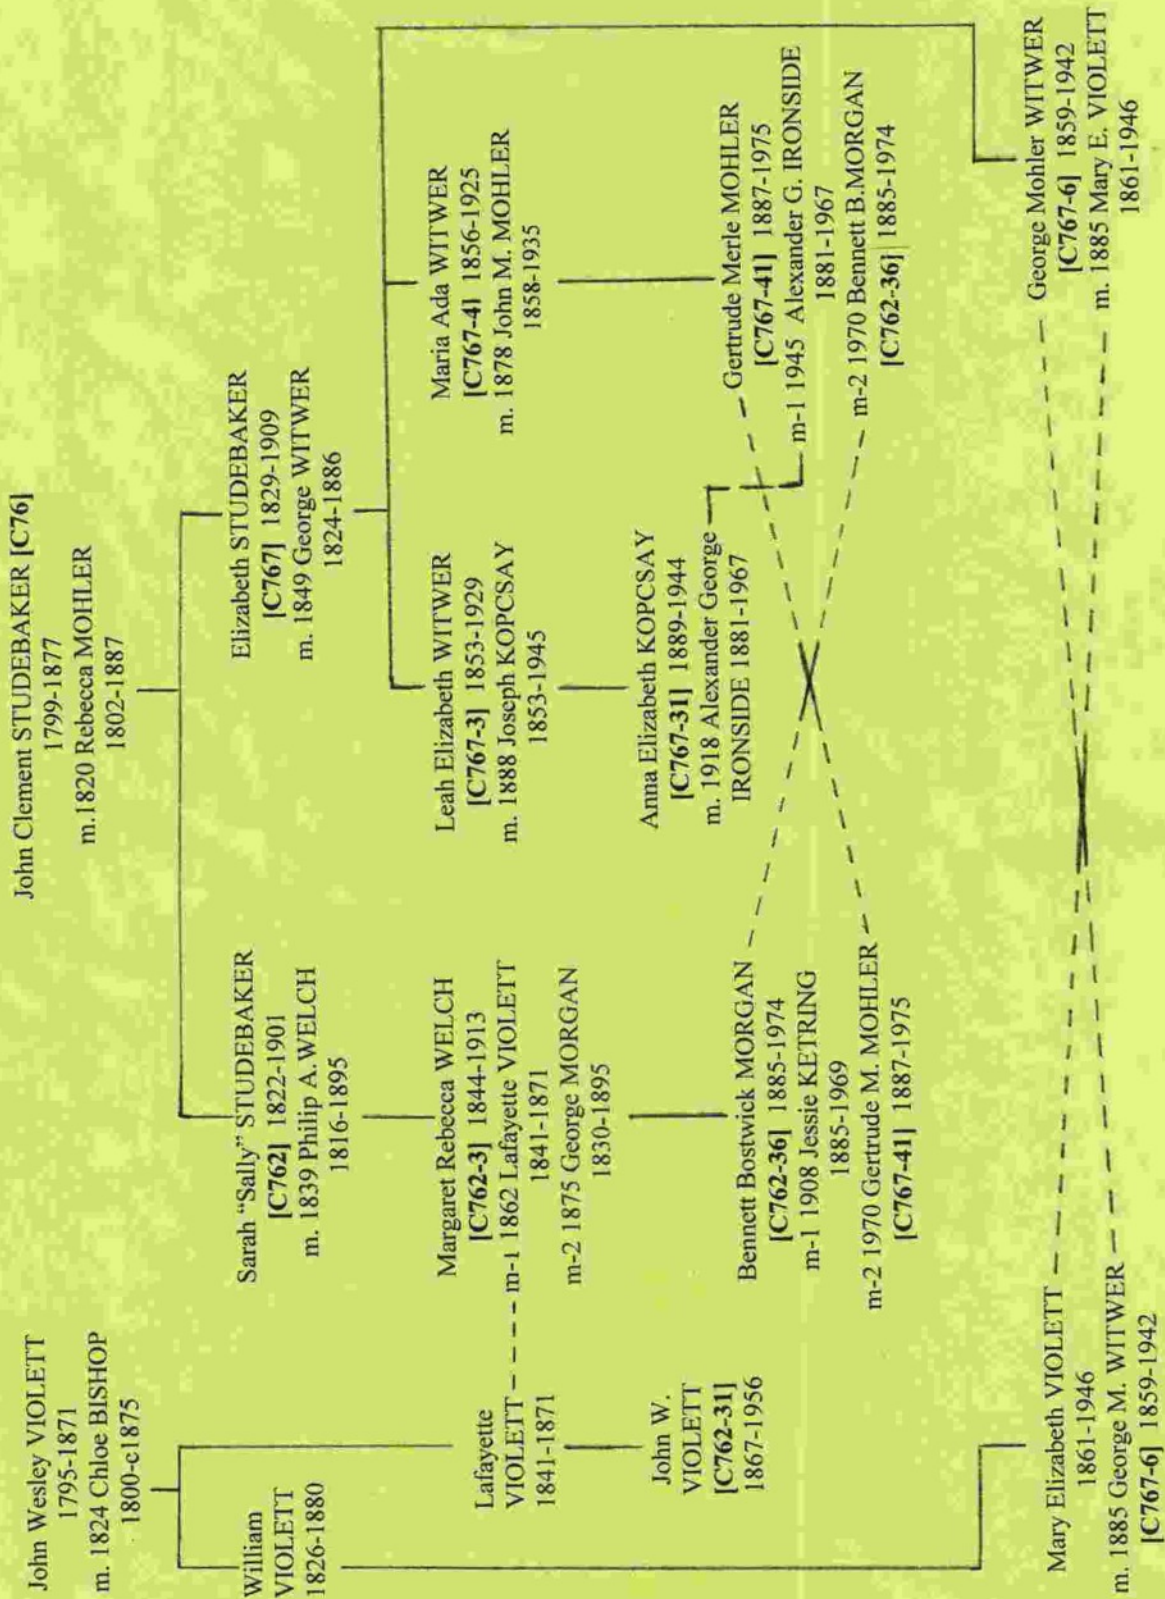 John Wesley VIOLETT
1795-1871
m. 1824 Chloe BISHOP
1800-c1875
John Clement STUDEBAKER [C76]
1799-1877
m.1820 Rebecca MOHLER
1802-1887
William
VIOLETT
1826-1880
Sarah “Sally” STUDEBAKER
[C762] 1822-1901
m. 1839 Philip A. WELCH
1816-1895
Elizabeth STUDEBAKER
[C767] 1829-1909
m. 1849 George WITWER
1824-1886
Lafayette
VIOLETT
1841-1871
Margaret Rebecca WELCH
[C762-3] 1844-1913
m-1 1862 Lafayette VIOLETT
1841-1871
m-2 1875 George MORGAN
1830-1895
Leah Elizabeth WITWER
[C767-3] 1853-1929
m. 1888 Joseph KOPCSAY
1853-1945
Maria Ada WITWER
[C767-4] 1856-1925
m. 1878 John M. MOHLER
1858-1935
John W.
VIOLETT
[C762-31]
1867-1956
Bennett Bostwick MORGAN
[C762-36] 1885-1974
m-1 1908 Jessie KETRING
1885-1969
m-2 1970 Gertrude M. MOHLER
[C767-41] 1887-1975
Anna Elizabeth KOPCSAY
[C767-31] 1889-1944
m. 1918 Alexander George
IRONSIDE 1881-1967
Gertrude Merle MOHLER
[C767-41] 1887-1975
m-1 1945 Alexander G. IRONSIDE
1881-1967
m-2 1970 Bennett B.MORGAN
[C762-36] 1885-1974
Mary Elizabeth VIOLETT
1861-1946
m. 1885 George M. WITWER
[C767-6] 1859-1942
George Mohler WITWER
[C767-6] 1859-1942
m. 1885 Mary E. VIOLETT
1861-1946